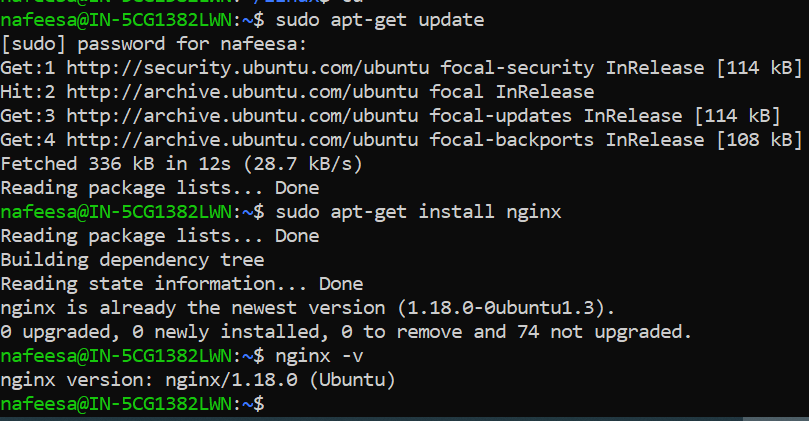 nafeesa@IN-5CG1382LWN:~$ sudo apt-get update
[sudo] password for nafeesa:
Get:1 http://security.ubuntu.com/ubuntu focal-security InRelease [114 kB]
Hit:2 http://archive.ubuntu.com/ubuntu focal InRelease
Get:3 http://archive.ubuntu.com/ubuntu focal-updates InRelease [114 kB]
Get:4 http://archive.ubuntu.com/ubuntu focal-backports InRelease [108 kB]
Fetched 336 kB in 12s (28.7 kB/s)
Reading package lists... Done
nafeesa@IN-5CG1382LWN:~$ sudo apt-get install nginx
Reading package lists... Done
Building dependency tree
Reading state information... Done
nginx is already the newest version (1.18.0-0ubuntu1.3).
0 upgraded, 0 newly installed, 0 to remove and 74 not upgraded.
nafeesa@IN-5CG1382LWN:~$ nginx -v
nginx version: nginx/1.18.0 (Ubuntu)
nafeesa@IN-5CG1382LWN:~$